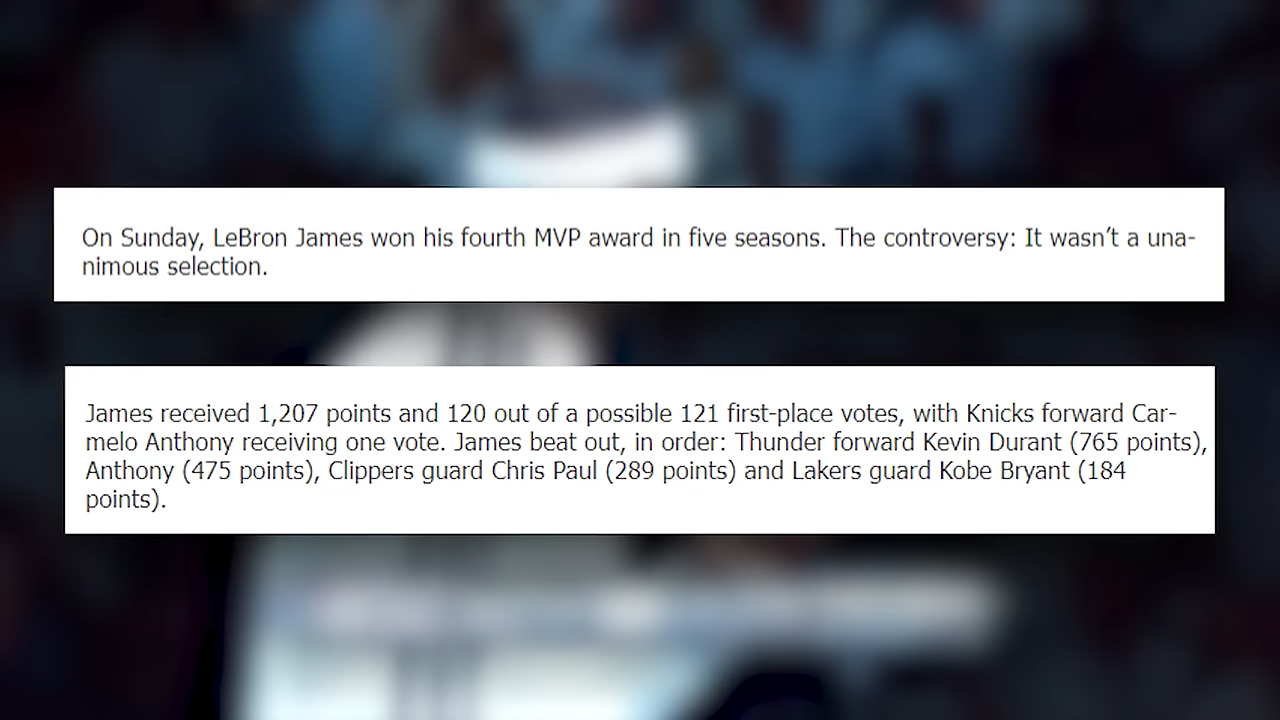 On Sunday, LeBron James won his fourth MVP award in five seasons. The controversy: It wasn’t a una-
nimous selection.
James received 1,207 points and 120 out of a possible 121 first-place votes, with Knicks forward Car-
melo Anthony receiving one vote. James beat out, in order: Thunder forward Kevin Durant (765 points),
Anthony (475 points), Clippers guard Chris Paul (289 points) and Lakers guard Kobe Bryant (184
points).